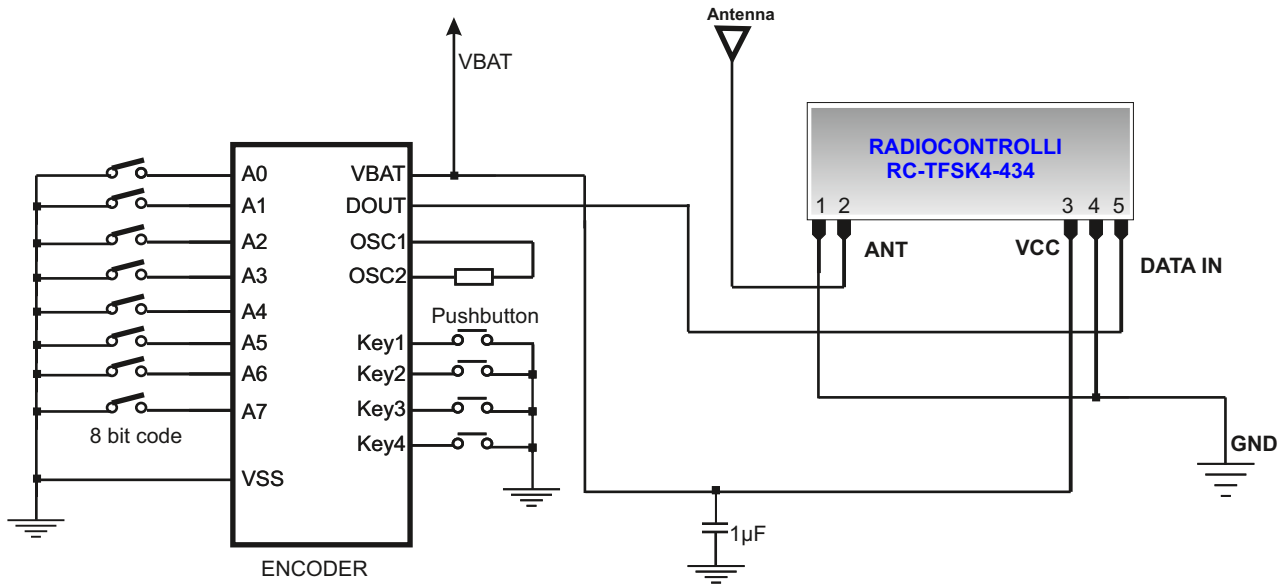 Antenna
VBAT
RADIOCONTROLLI
RC-TFSK4-434
1 2 3 4 5
ANT
VCC
DATA IN
A0
A1
A2
A3
A4
A5
A6
A7
VSS
VBAT
DOUT
OSC1
OSC2
Key1
Key2
Key3
Key4
Pushbutton
8 bit code
GND
1µF
ENCODER